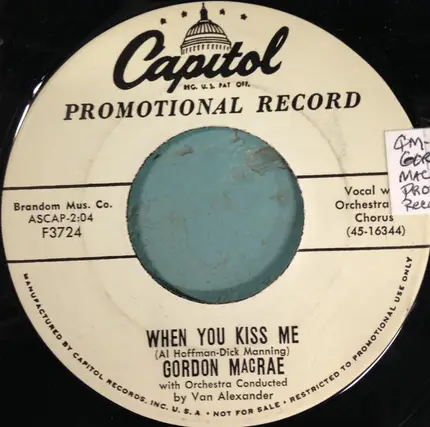 Capitol
REG. U.S. PAT. OFF.
PROMOTIONAL RECORD
Brandom Mus. Co.
ASCAP-2:04
F3724
Vocal w
Orchestra
Chorus
(45-16344)
WHEN YOU KISS ME
(Al Hoffman-Dick Manning)
GORDON MacRAE
with Orchestra Conducted
by Van Alexander
MANUFACTURED BY CAPITOL RECORDS, INC. U.S.A. • NOT FOR SALE • RESTRICTED TO PROMOTIONAL USE ONLY